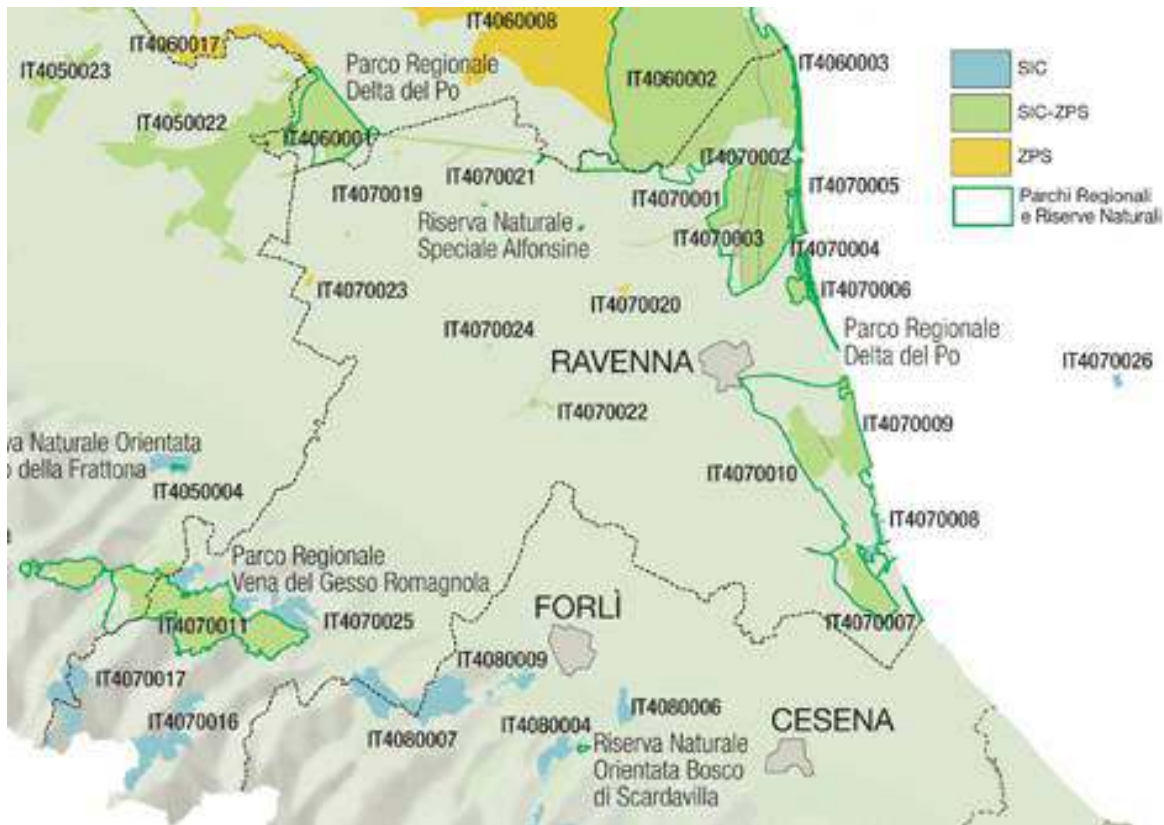 IT4060008
IT4060017
IT4050023
Parco Regionale
Delta del Po
IT4060002
IT4060003
SIC
SIC-ZPS
ZPS
Parchi Regionali
e Riserve Naturali
IT4050022
IT4060001
IT4070019
IT4070021
IT4070002
IT4070001
IT4070005
Riserva Naturale
Speciale Alfonsine
IT4070003
IT4070004
IT4070023
IT4070020
IT4070006
IT4070024
Parco Regionale
Delta del Po
RAVENNA
IT4070026
IT4070022
IT4070009
va Naturale Orientata
o della Frattona
IT4050004
IT4070010
IT4070008
Parco Regionale
Vena del Gesso Romagnola
FORLÌ
IT4070011
IT4070025
IT4070007
IT4080009
IT4070017
IT4070016
IT4080007
IT4080004
IT4080006
CESENA
Riserva Naturale
Orientata Bosco
di Scardavilla